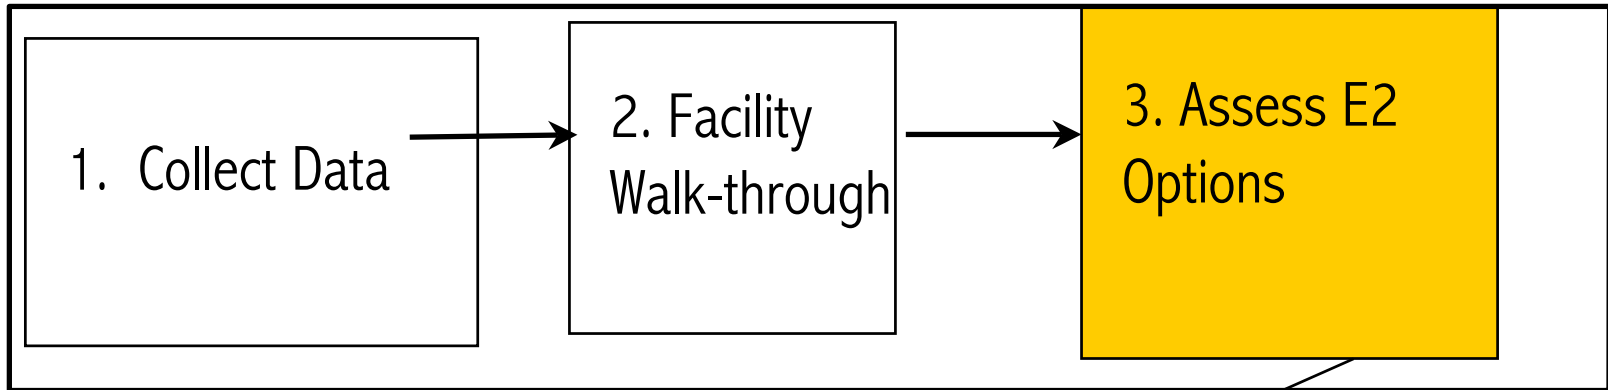 1. Collect Data
2. Facility
Walk-through
3. Assess E2
Options